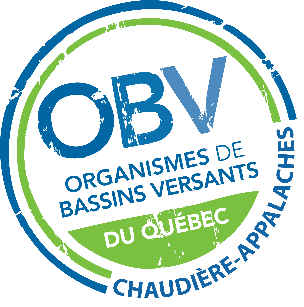 OBV
ORGANISMES DE
BASSINS VERSANTS
DU QUÉBEC
CHAUDIÈRE-APPALACHES